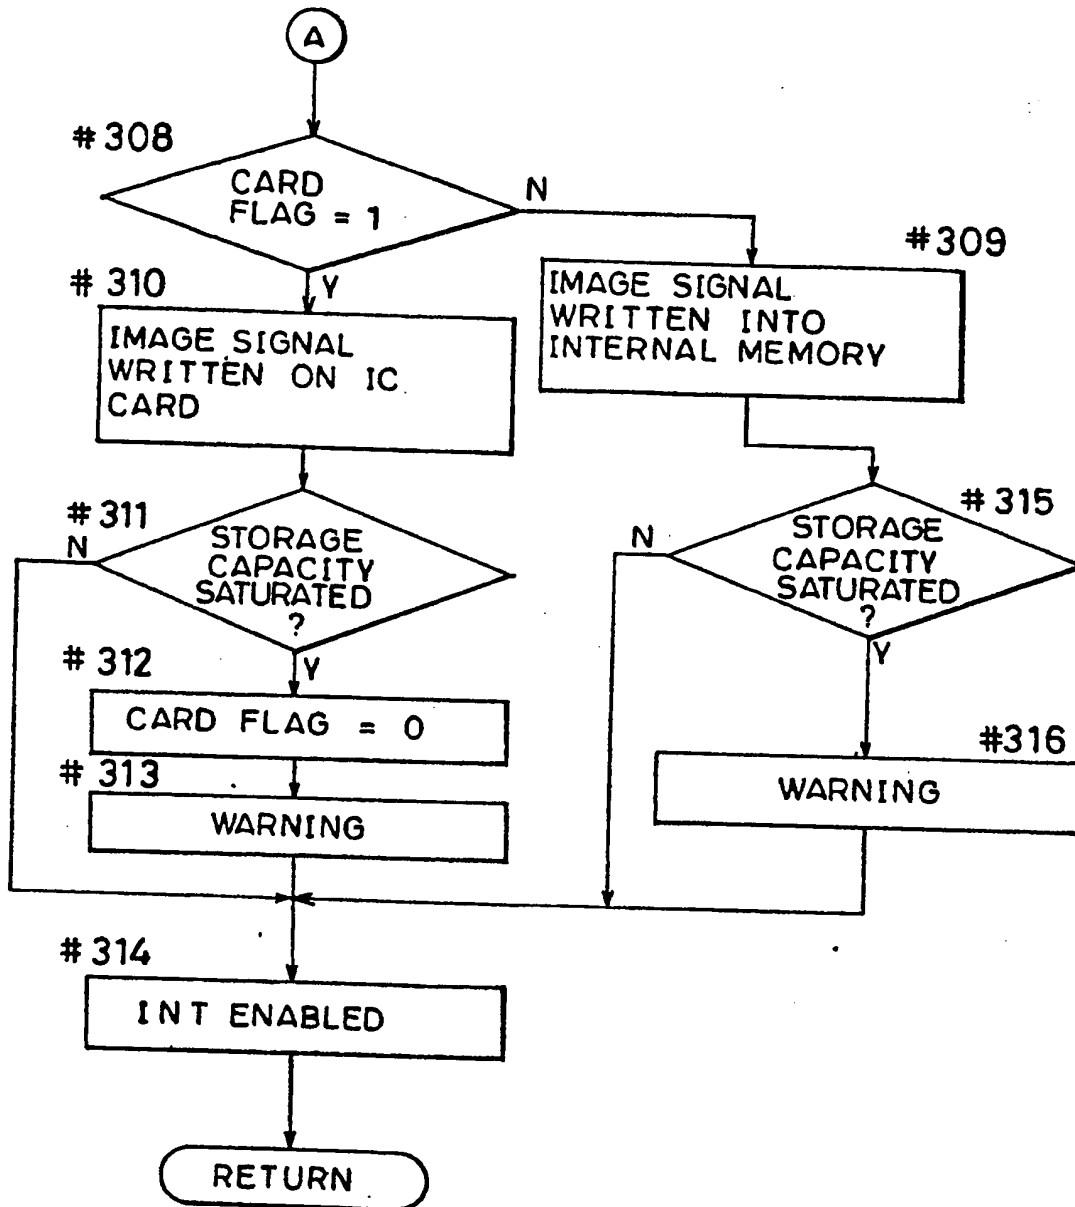 A
#308
CARD
FLAG = 1
N
Y
#309
IMAGE SIGNAL
WRITTEN INTO
INTERNAL MEMORY
#310
IMAGE SIGNAL
WRITTEN ON IC
CARD
#311
N
STORAGE
CAPACITY
SATURATED
?
Y
#315
N
STORAGE
CAPACITY
SATURATED
?
Y
#312
CARD FLAG = 0
#313
WARNING
#316
WARNING
#314
INT ENABLED
RETURN